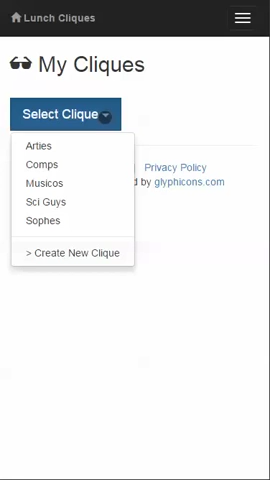 Lunch Cliques
My Cliques
Select Clique
Arties
Comps
Musicos
Sci Guys
Sophes
> Create New Clique
Privacy Policy
by glyphicons.com